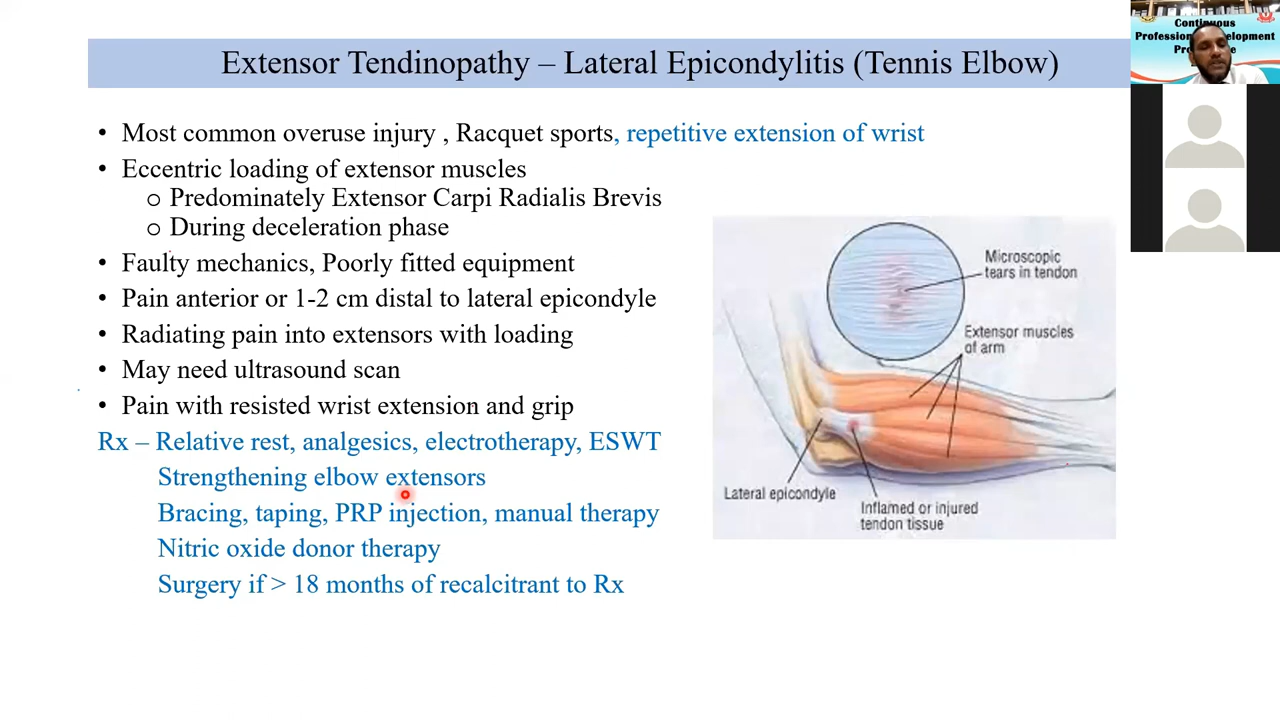 Extensor Tendinopathy – Lateral Epicondylitis (Tennis Elbow)
• Most common overuse injury , Racquet sports, repetitive extension of wrist
• Eccentric loading of extensor muscles
o Predominately Extensor Carpi Radialis Brevis
o During deceleration phase
• Faulty mechanics, Poorly fitted equipment
• Pain anterior or 1-2 cm distal to lateral epicondyle
• Radiating pain into extensors with loading
• May need ultrasound scan
• Pain with resisted wrist extension and grip
Rx – Relative rest, analgesics, electrotherapy, ESWT
Strengthening elbow extensors
Bracing, taping, PRP injection, manual therapy
Nitric oxide donor therapy
Surgery if > 18 months of recalcitrant to Rx
Microscopic
tears in tendon
Extensor muscles
of arm
Lateral epicondyle
Inflamed or injured
tendon tissue
Professional